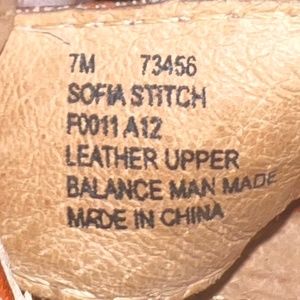 7M 73456
SOFIA STITCH
F0011 A12
LEATHER UPPER
BALANCE MAN MADE
MADE IN CHINA